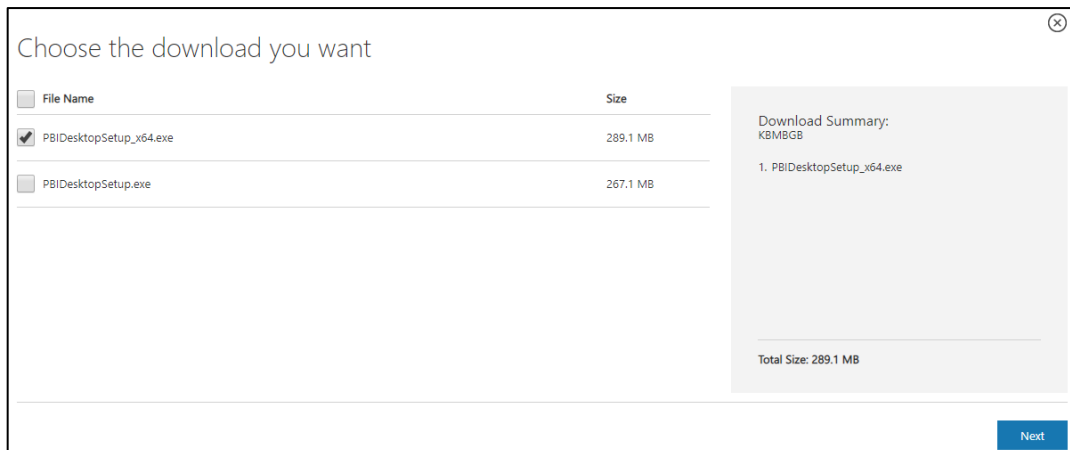 Choose the download you want
File Name Size
PBIDesktopSetup_x64.exe 289.1 MB
PBIDesktopSetup.exe 267.1 MB
Download Summary:
KBMBGB
1. PBIDesktopSetup_x64.exe
Total Size: 289.1 MB
Next